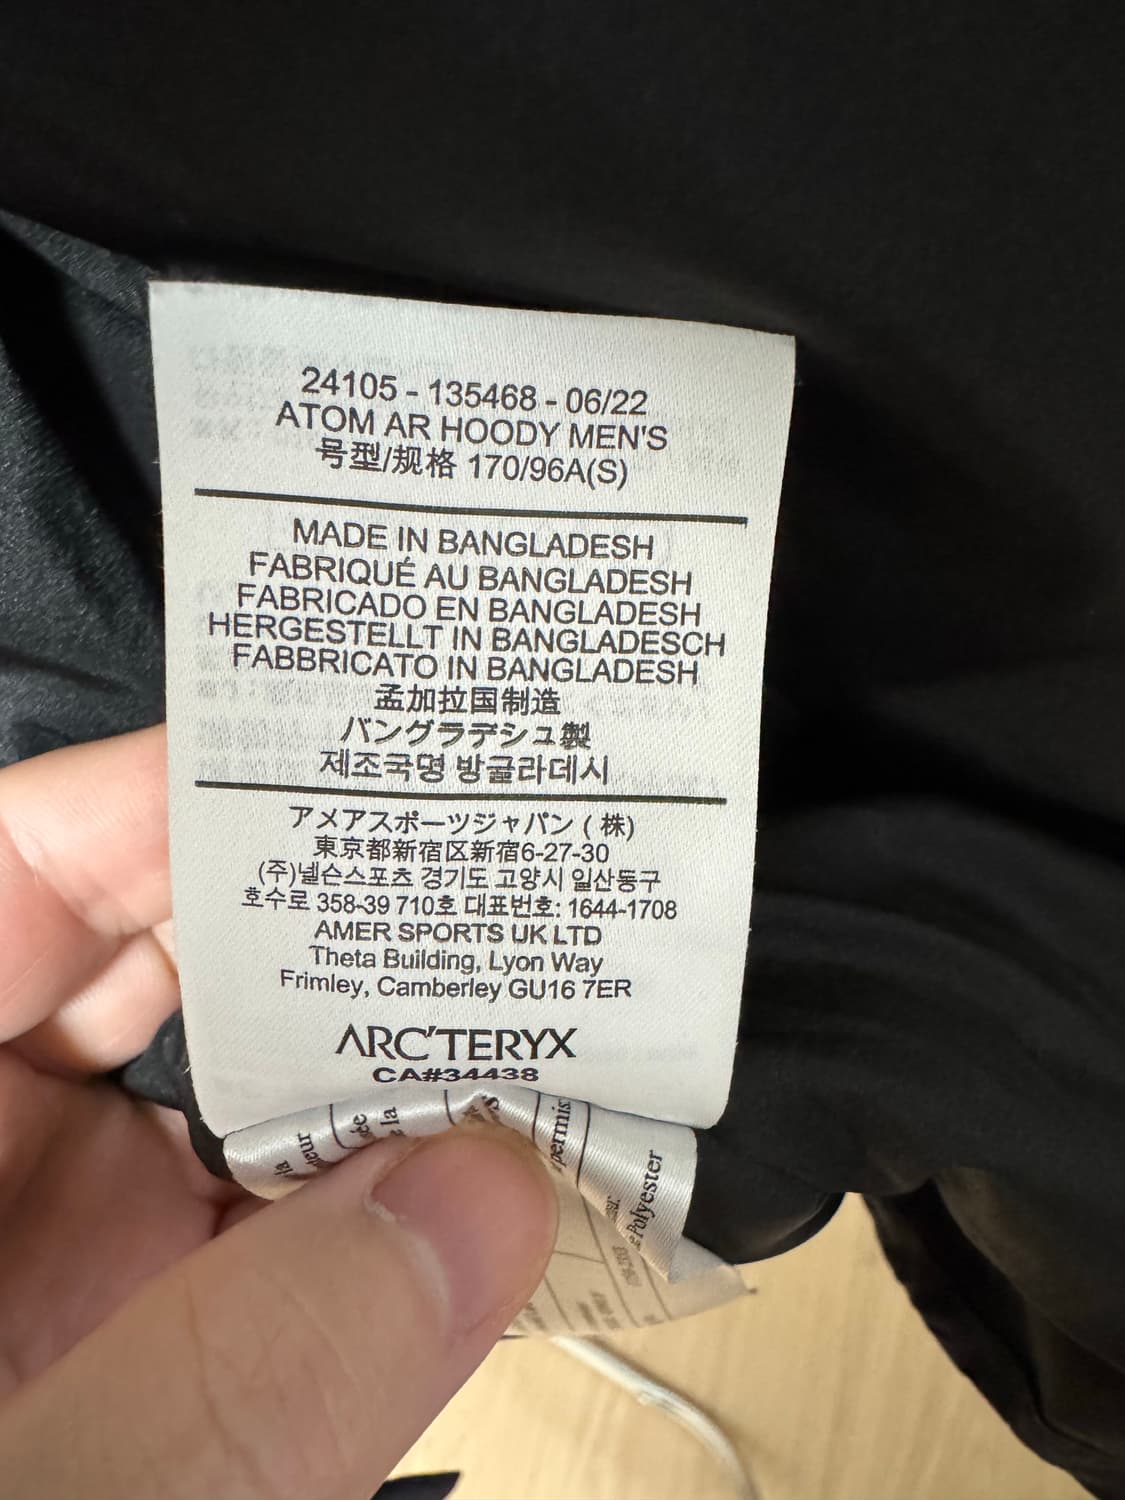 24105 - 135468 - 06/22
ATOM AR HOODY MEN'S
号型/规格 170/96A(S)
MADE IN BANGLADESH
FABRIQUÉ AU BANGLADESH
FABRICADO EN BANGLADESH
HERGESTELLT IN BANGLADESCH
FABBRICATO IN BANGLADESH
孟加拉国制造
バングラデシュ製
제조국명 방글라데시
アメアスポーツジャパン ( 株)
東京都新宿区新宿6-27-30
(주)넬슨스포츠 경기도 고양시 일산동구
호수로 358-39 710호 대표번호: 1644-1708
AMER SPORTS UK LTD
Theta Building, Lyon Way
Frimley, Camberley GU16 7ER
ARC'TERYX
CA#34438
la
Polyester